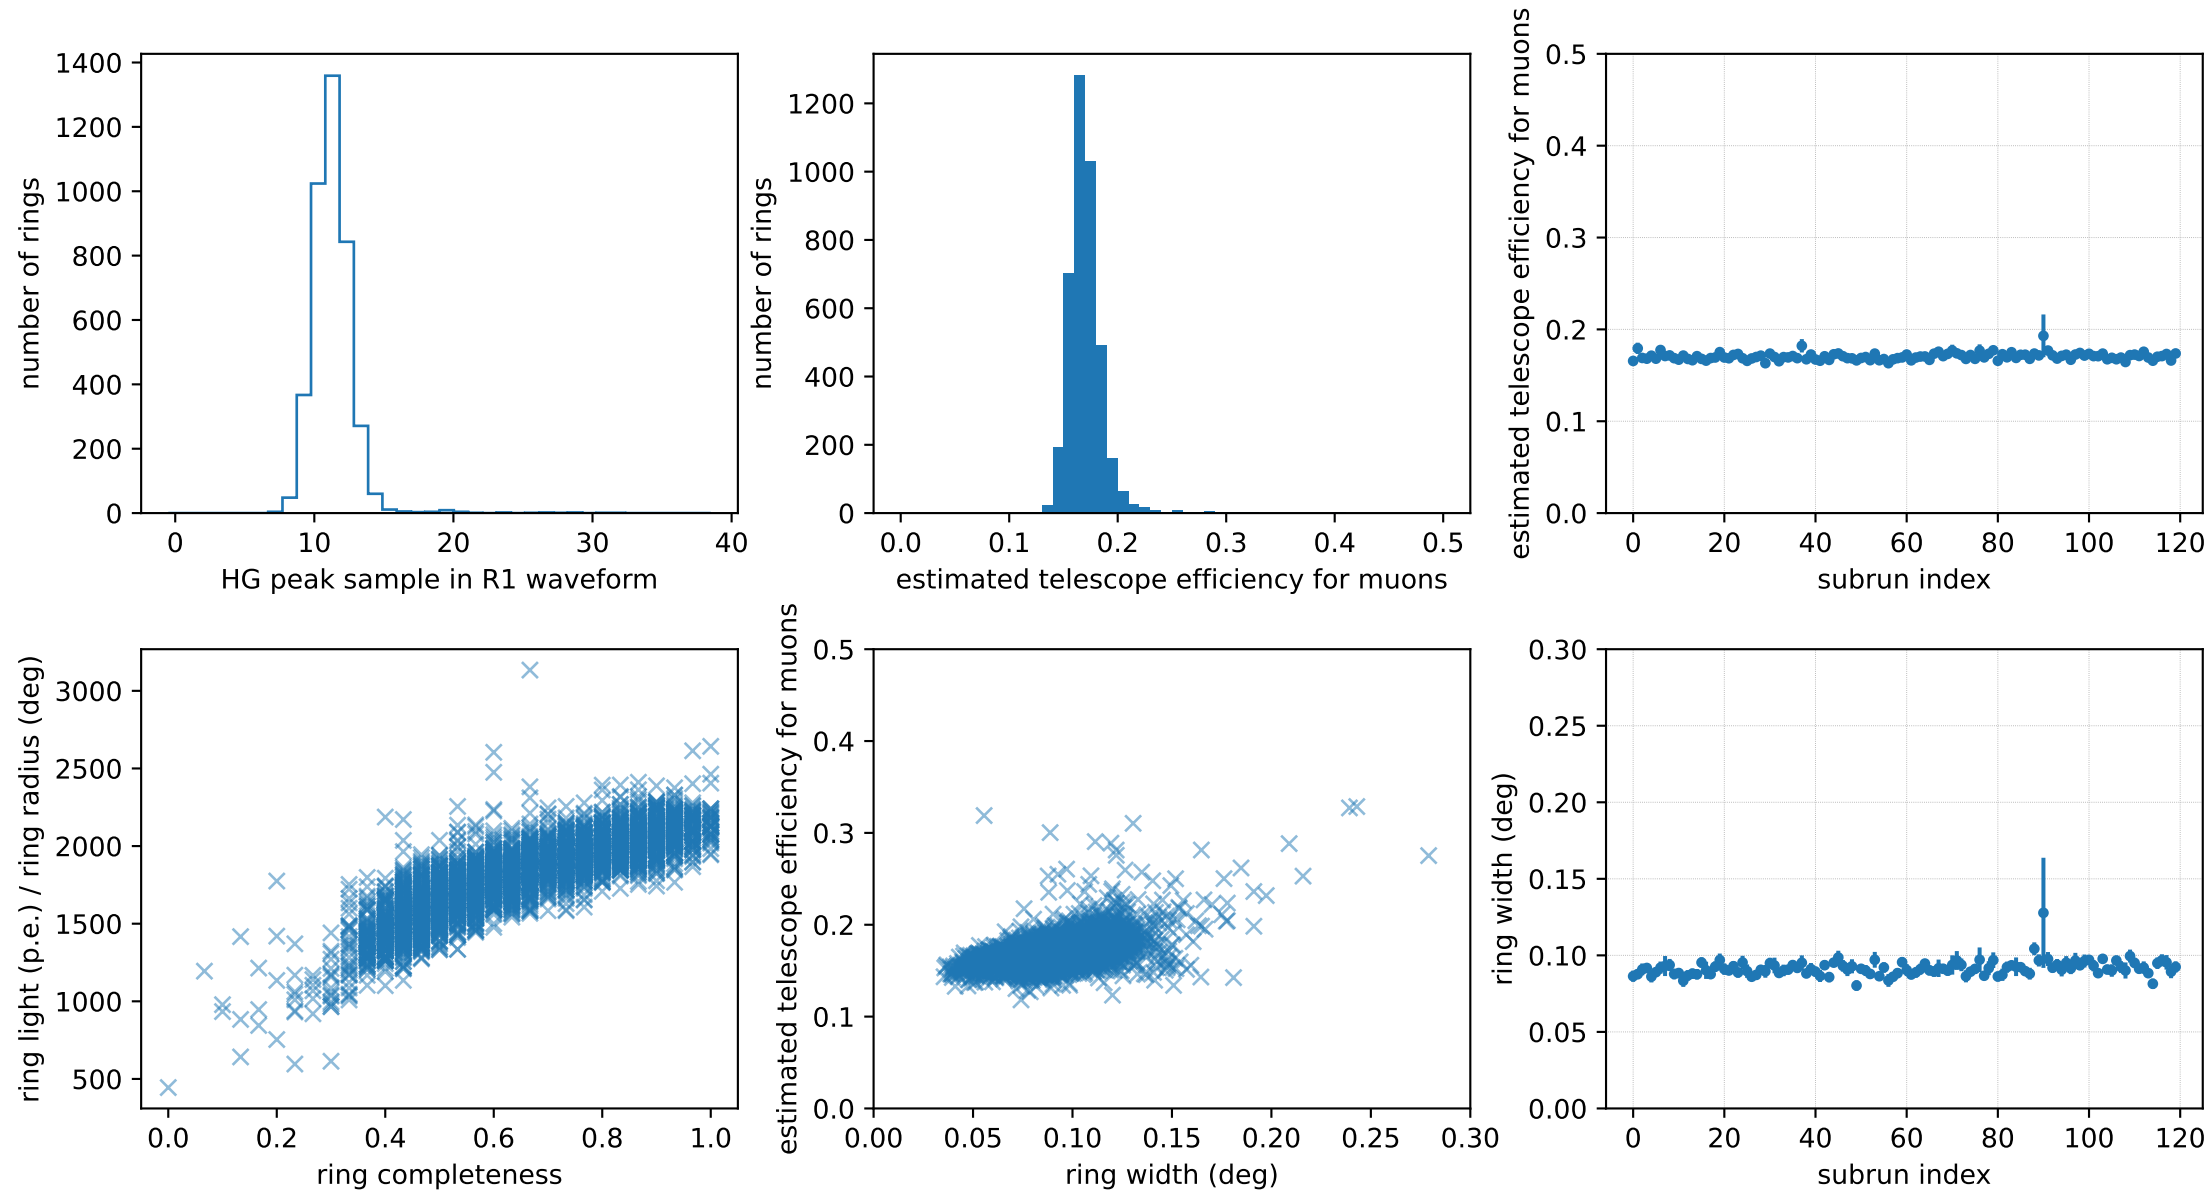 1400
1200
1000
800
600
400
200
0
number of rings
0 10 20 30 40
HG peak sample in R1 waveform
1200
1000
800
600
400
200
0
number of rings
0.0 0.1 0.2 0.3 0.4 0.5
estimated telescope efficiency for muons
0.5
0.4
0.3
0.2
0.1
0.0
estimated telescope efficiency for muons
0 20 40 60 80 100 120
subrun index
3000
2500
2000
1500
1000
500
ring light (p.e.) / ring radius (deg)
0.0 0.2 0.4 0.6 0.8 1.0
ring completeness
0.5
0.4
0.3
0.2
0.1
0.0
estimated telescope efficiency for muons
0.00 0.05 0.10 0.15 0.20 0.25 0.30
ring width (deg)
0.30
0.25
0.20
0.15
0.10
0.05
0.00
ring width (deg)
0 20 40 60 80 100 120
subrun index